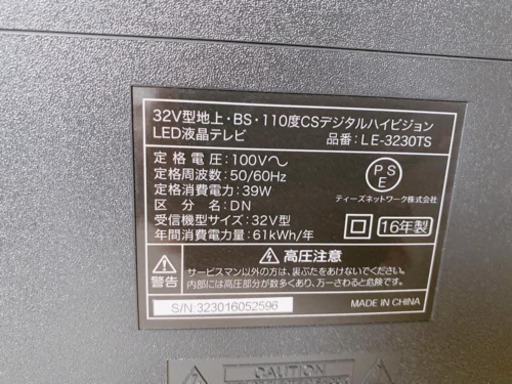 32V型地上・BS・110度CSデジタルハイビジョン
LED液晶テレビ 品番：LE-3230TS
定格電圧：100V～
定格周波数：50/60Hz
定格消費電力：39W
区分：DN
受信機型サイズ：32V型
年間消費電力量：61kWh/年
PSE
ティーズネットワーク株式会社
16年製
警告
高圧注意
サービスマン以外の方は、裏ぶたをあけないでください。
内部には高圧部分が数多くあり、万一さわると危険です。
S/N:323016052596
MADE IN CHINA
CAUTION